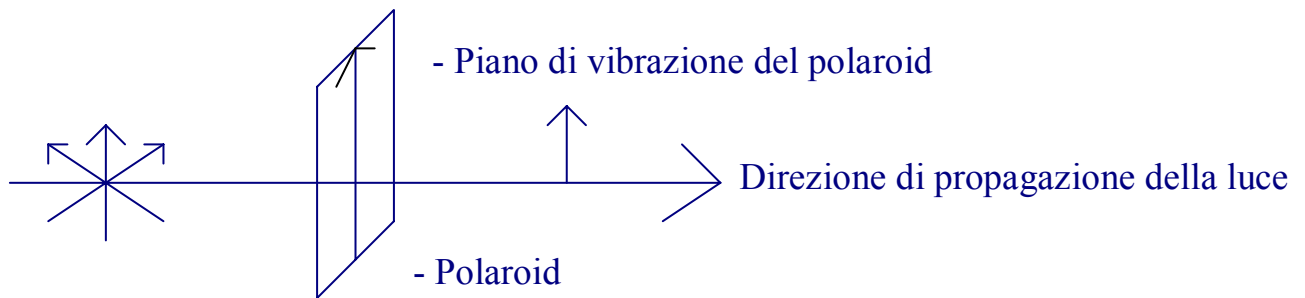 - Piano di vibrazione del polaroid
Direzione di propagazione della luce
- Polaroid